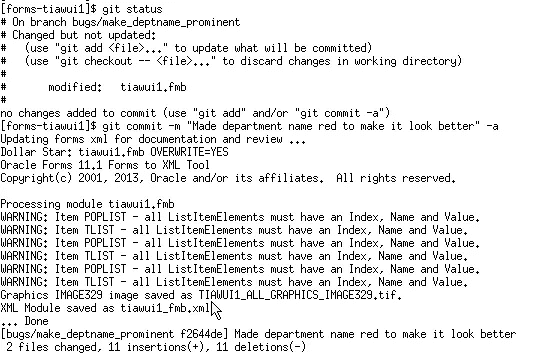 [forms-tiawui1]$ git status
# On branch bugs/make_deptname_prominent
# Changed but not updated:
#   (use "git add <file>..." to update what will be committed)
#   (use "git checkout -- <file>..." to discard changes in working directory)
#
#       modified:   tiawui1.fmb
#
no changes added to commit (use "git add" and/or "git commit -a")
[forms-tiawui1]$ git commit -m "Made department name red to make it look better" -a
Updating forms xml for documentation and review ...
Dollar Star: tiawui1.fmb OVERWRITE=YES
Oracle Forms 11.1 Forms to XML Tool
Copyright(c) 2001, 2013, Oracle and/or its affiliates.  All rights reserved.

Processing module tiawui1.fmb
WARNING: Item POPLIST - all ListItemElements must have an Index, Name and Value.
WARNING: Item TLIST - all ListItemElements must have an Index, Name and Value.
WARNING: Item POPLIST - all ListItemElements must have an Index, Name and Value.
WARNING: Item TLIST - all ListItemElements must have an Index, Name and Value.
WARNING: Item POPLIST - all ListItemElements must have an Index, Name and Value.
WARNING: Item TLIST - all ListItemElements must have an Index, Name and Value.
Graphics IMAGE329 image saved as TIAWUI1_ALL_GRAPHICS_IMAGE329.tif.
XML Module saved as tiawui1_fmb.xml
... Done
[bugs/make_deptname_prominent f2644de] Made department name red to make it look better
 2 files changed, 11 insertions(+), 11 deletions(-)